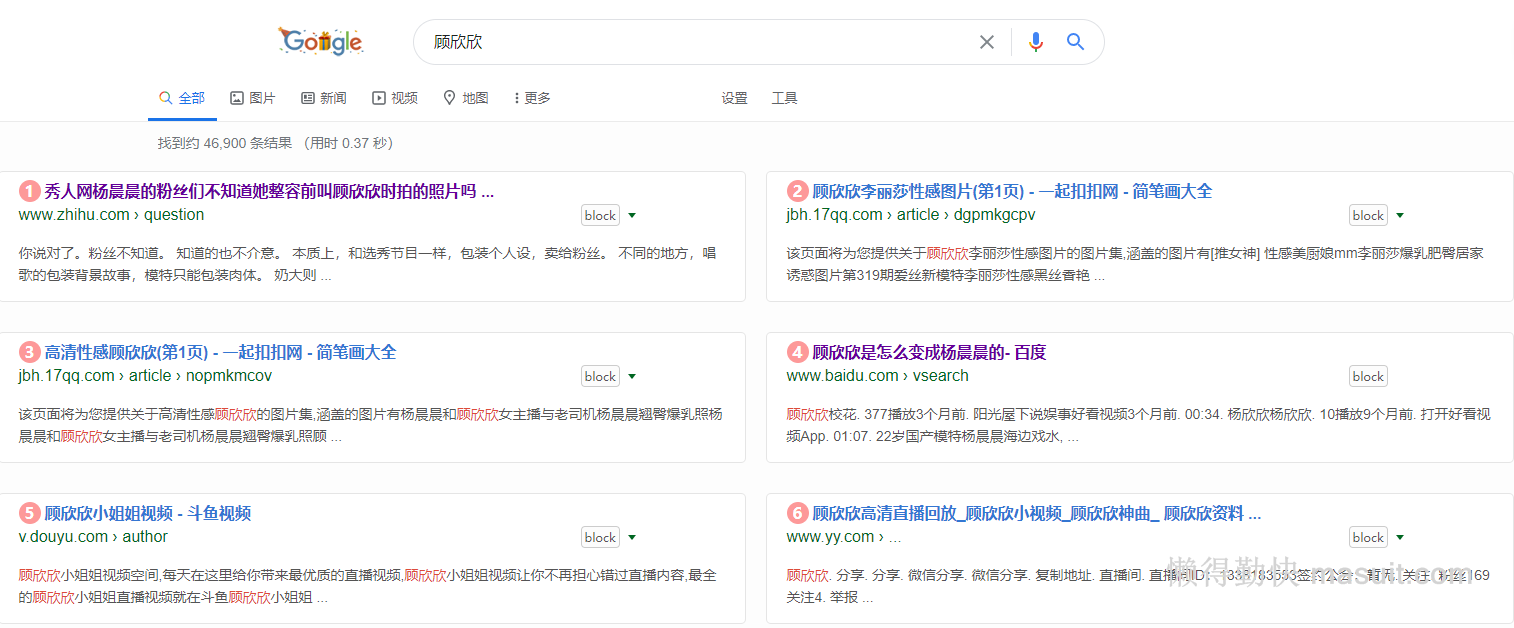 Google
顾欣欣
全部 图片 新闻 视频 地图 更多 设置 工具
找到约 46,900 条结果 （用时 0.37 秒）
1 秀人网杨晨晨的粉丝们不知道她整容前叫顾欣欣时拍的照片吗 ...
www.zhihu.com › question
block
你说对了。粉丝不知道。 知道的也不介意。 本质上，和选秀节目一样，包装个人设，卖给粉丝。 不同的地方，唱
歌的包装背景故事，模特只能包装肉体。 奶大则 ...
2 顾欣欣李丽莎性感图片(第1页) - 一起扣扣网 - 简笔画大全
jbh.17qq.com › article › dgpmkgcpv
block
该页面将为您提供关于顾欣欣李丽莎性感图片的图片集,涵盖的图片有[推女神] 性感美厨娘mm李丽莎爆乳肥臀居家
诱惑图片第319期爱丝新模特李丽莎性感黑丝香艳 ...
3 高清性感顾欣欣(第1页) - 一起扣扣网 - 简笔画大全
jbh.17qq.com › article › nopmkmcov
block
该页面将为您提供关于高清性感顾欣欣的图片集,涵盖的图片有杨晨晨和顾欣欣女主播与老司机杨晨晨翘臀爆乳照杨
晨晨和顾欣欣女主播与老司机杨晨晨翘臀爆乳照顾 ...
4 顾欣欣是怎么变成杨晨晨的- 百度
www.baidu.com › vsearch
block
顾欣欣校花. 377播放3个月前. 阳光屋下说娱事好看视频3个月前. 00:34. 杨欣欣杨欣欣. 10播放9个月前. 打开好看视
频App. 01:07. 22岁国产模特杨晨晨海边戏水, ...
5 顾欣欣小姐姐视频 - 斗鱼视频
v.douyu.com › author
block
顾欣欣小姐姐视频空间,每天在这里给你带来最优质的直播视频,顾欣欣小姐姐视频让你不再担心错过直播内容,最全
的顾欣欣小姐姐直播视频就在斗鱼顾欣欣小姐姐 ...
6 顾欣欣高清直播回放_顾欣欣小视频_顾欣欣神曲_ 顾欣欣资料 ...
www.yy.com › ...
block
顾欣欣. 分享. 分享. 微信分享. 微信分享. 复制地址. 直播间. 直播间ID：1338183553签约公会：暂无. 关注. 粉丝169
关注4. 举报 ...
懒得勤快 masuit.com